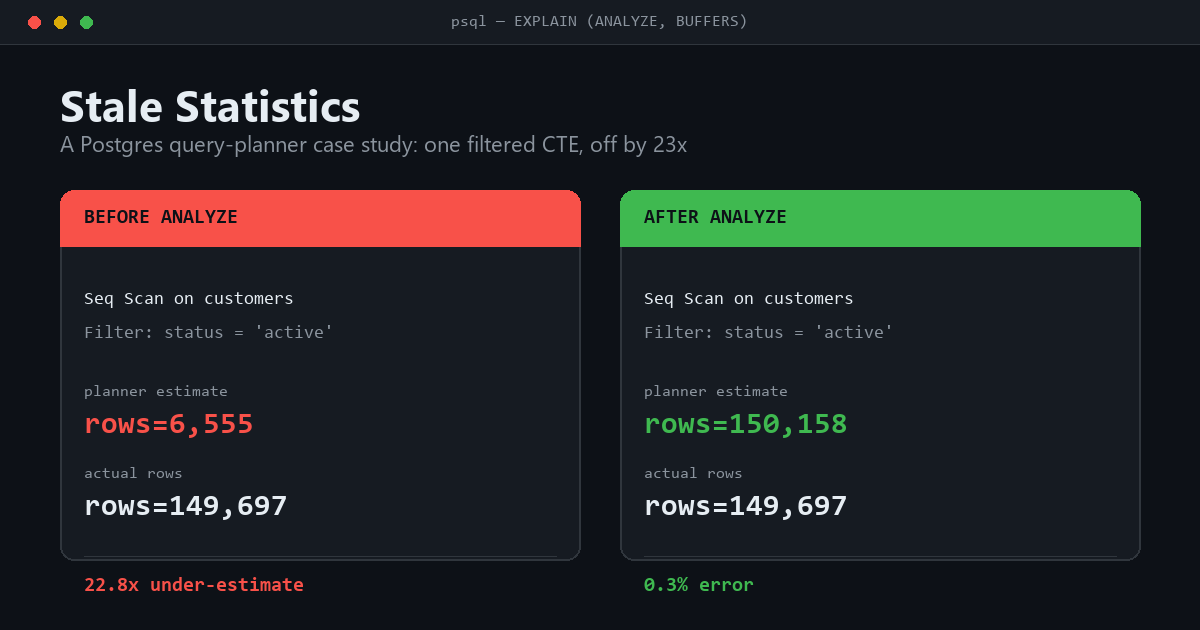 psql — EXPLAIN (ANALYZE, BUFFERS)
Stale Statistics
A Postgres query-planner case study: one filtered CTE, off by 23x
BEFORE ANALYZE
Seq Scan on customers
Filter: status = 'active'
planner estimate
rows=6,555
actual rows
rows=149,697
22.8x under-estimate
AFTER ANALYZE
Seq Scan on customers
Filter: status = 'active'
planner estimate
rows=150,158
actual rows
rows=149,697
0.3% error